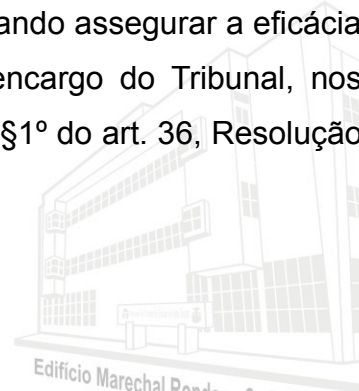 ando assegurar a eficácia
encargo do Tribunal, nos
§1º do art. 36, Resolução
Edifício Marechal